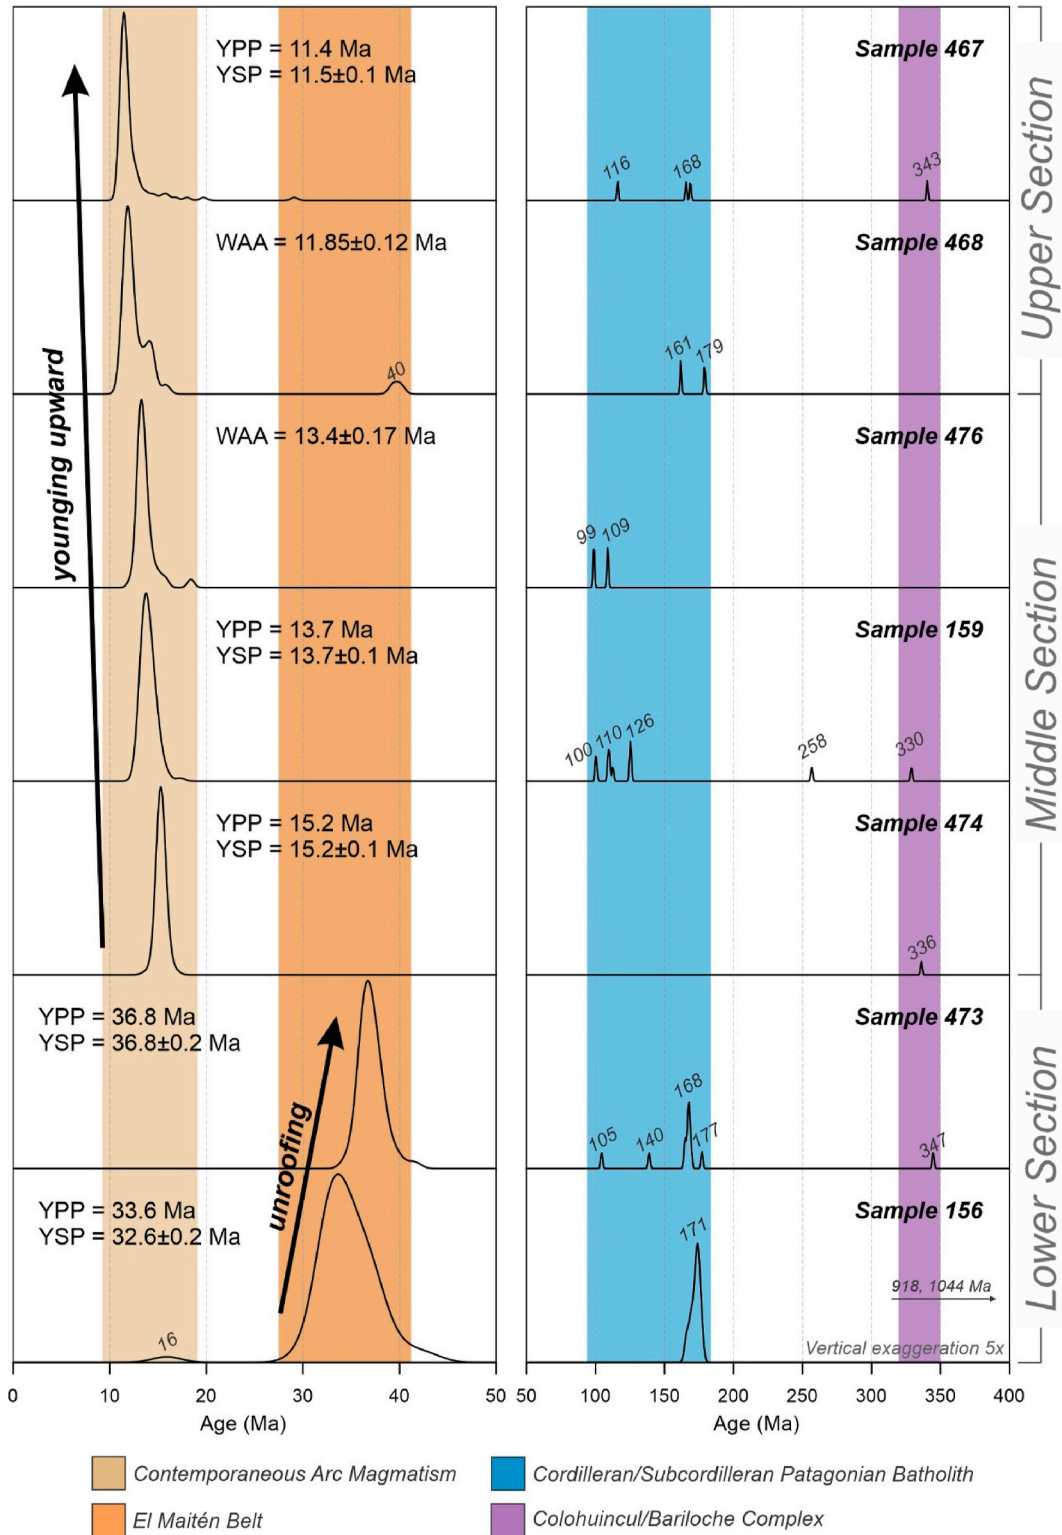 YPP = 11.4 Ma
YSP = 11.5±0.1 Ma
Sample 467
116
168
343
WAA = 11.85±0.12 Ma
Sample 468
40
161
179
Upper Section
WAA = 13.4±0.17 Ma
Sample 476
99
109
younging upward
YPP = 13.7 Ma
YSP = 13.7±0.1 Ma
Sample 159
100
110
126
258
330
Middle Section
YPP = 15.2 Ma
YSP = 15.2±0.1 Ma
Sample 474
336
YPP = 36.8 Ma
YSP = 36.8±0.2 Ma
Sample 473
105
140
168
177
347
unroofing
YPP = 33.6 Ma
YSP = 32.6±0.2 Ma
Sample 156
16
171
918, 1044 Ma
Vertical exaggeration 5x
Lower Section
0 10 20 30 40 50
50 100 150 200 250 300 350 400
Age (Ma)
Age (Ma)
Contemporaneous Arc Magmatism
Cordilleran/Subcordilleran Patagonian Batholith
El Maitén Belt
Colohuincul/Bariloche Complex